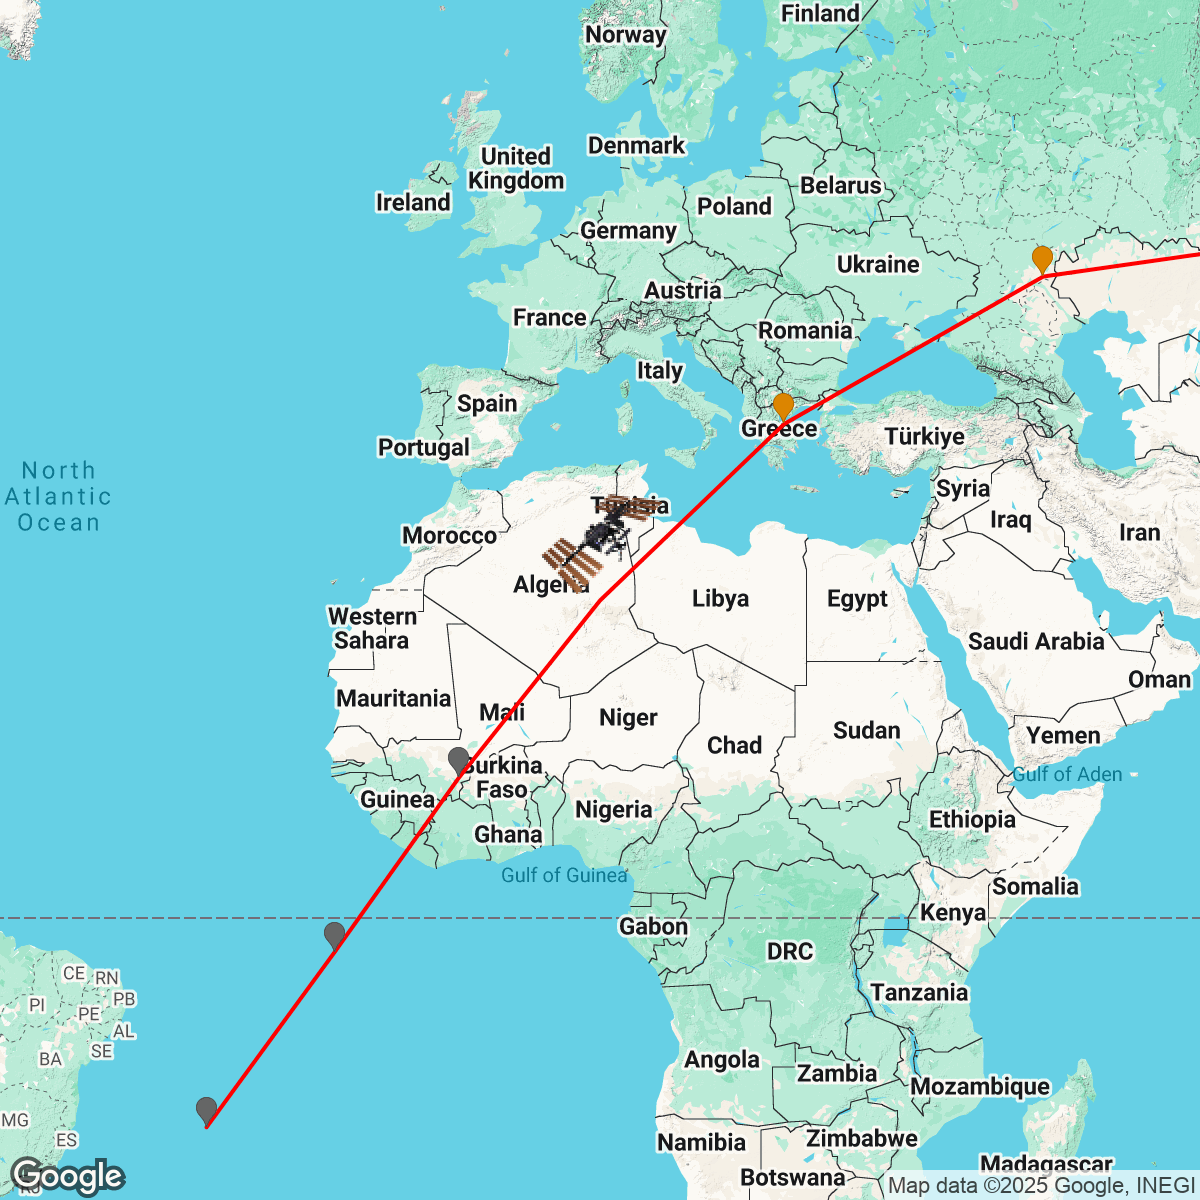 Finland
Norway
Denmark
United
Kingdom
Belarus
Ireland
Poland
Germany
Ukraine
Austria
France
Romania
Italy
Spain
Greece
Türkiye
Portugal
North
Atlantic
Ocean
Syria
Tunisia
Iraq
Iran
Morocco
Algeria
Libya
Egypt
Western
Sahara
Saudi Arabia
Oman
Mauritania
Mali
Niger
Sudan
Yemen
Chad
Burkina
Faso
Gulf of Aden
Guinea
Nigeria
Ethiopia
Ghana
Gulf of Guinea
Somalia
Kenya
Gabon
DRC
CE
RN
PI
PB
PE
Tanzania
AL
SE
BA
Angola
Zambia
Mozambique
MG
ES
Namibia
Zimbabwe
Madagascar
Botswana
RJ
Google
Map data ©2025 Google, INEGI